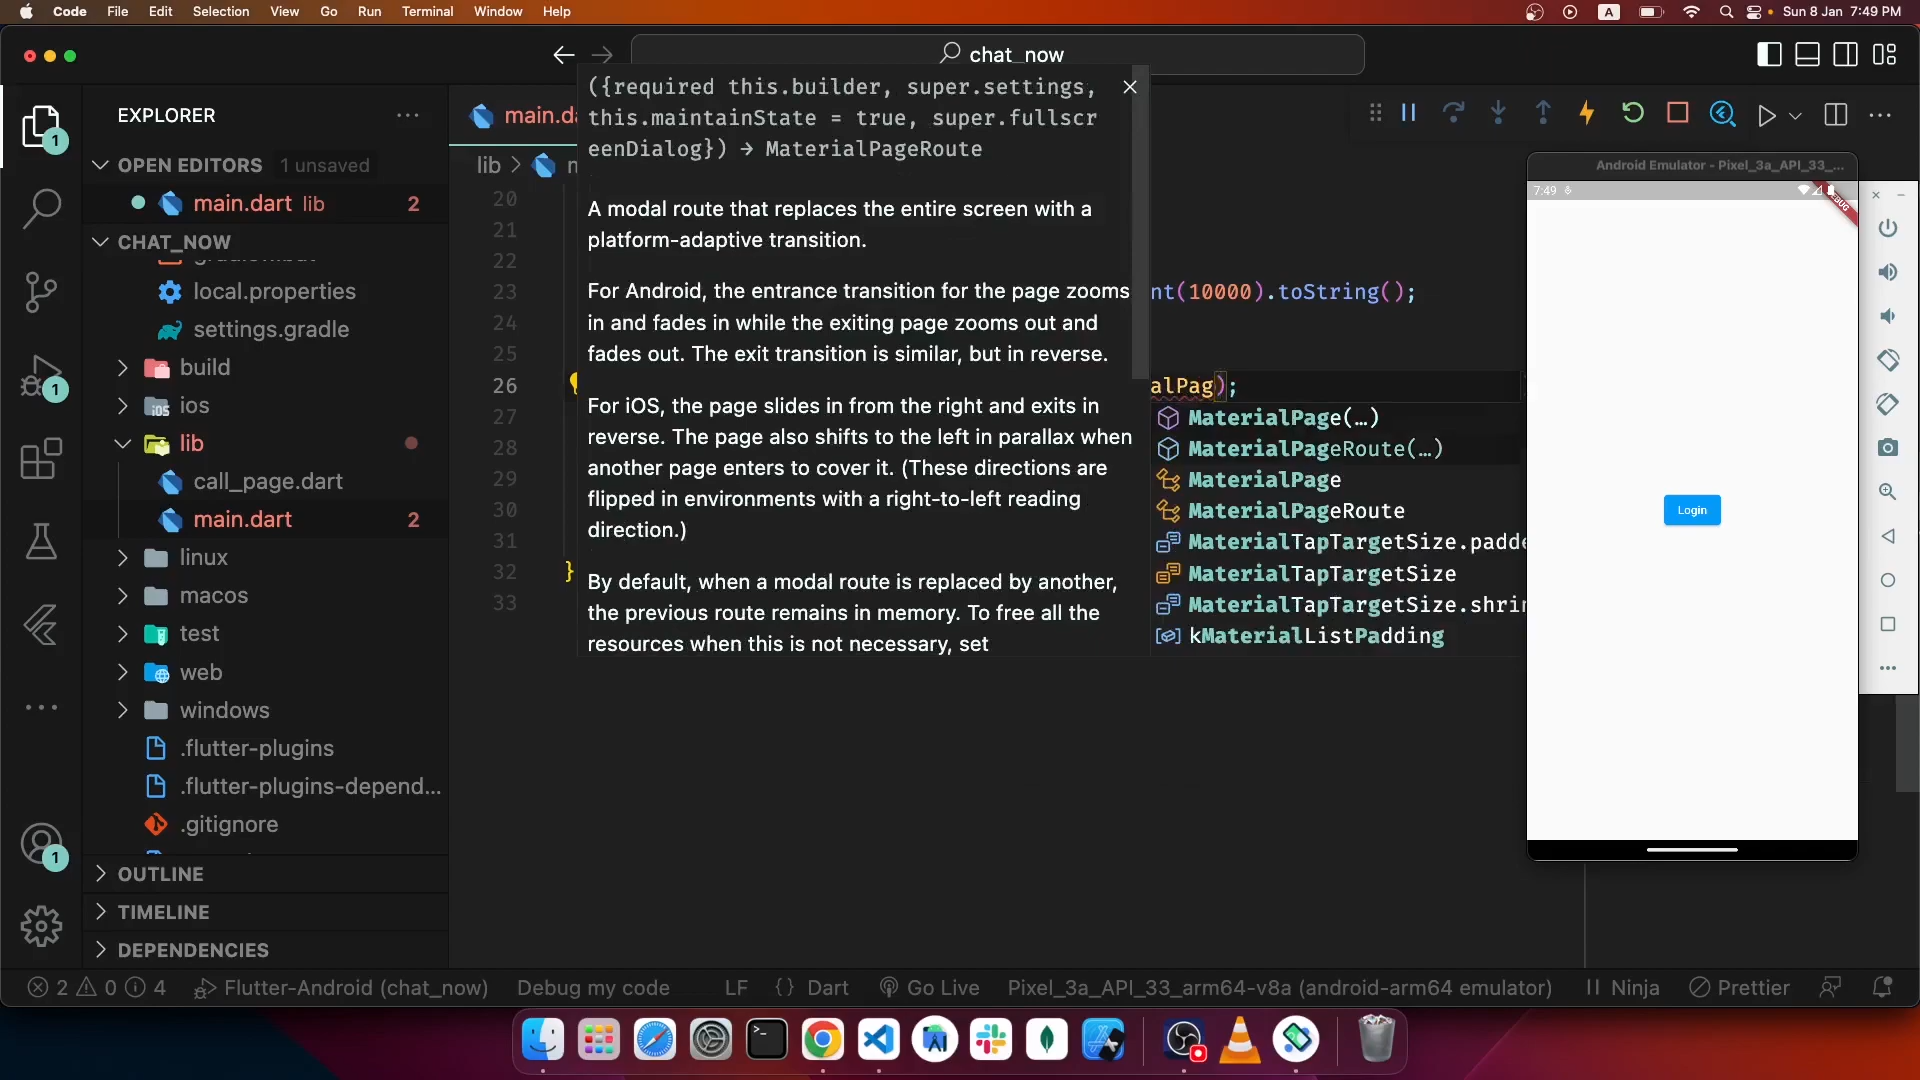 Code File Edit Selection View Go Run Terminal Window Help
A
Sun 8 Jan 7:49 PM
chat_now
EXPLORER
OPEN EDITORS 1 unsaved
main.dart lib 2
CHAT_NOW
local.properties
settings.gradle
build
ios
lib
call_page.dart
main.dart 2
linux
macos
test
web
windows
.flutter-plugins
.flutter-plugins-depend...
.gitignore
OUTLINE
TIMELINE
DEPENDENCIES
1
1
1
main.da
lib >
20
21
22
23
24
25
26
27
28
29
30
31
32 }
33
({required this.builder, super.settings,
this.maintainState = true, super.fullscr
eenDialog}) → MaterialPageRoute
A modal route that replaces the entire screen with a
platform-adaptive transition.
For Android, the entrance transition for the page zooms
in and fades in while the exiting page zooms out and
fades out. The exit transition is similar, but in reverse.
For iOS, the page slides in from the right and exits in
reverse. The page also shifts to the left in parallax when
another page enters to cover it. (These directions are
flipped in environments with a right-to-left reading
direction.)
By default, when a modal route is replaced by another,
the previous route remains in memory. To free all the
resources when this is not necessary, set
nt(10000).toString();
alPag);
MaterialPage(…)
MaterialPageRoute(…)
MaterialPage
MaterialPageRoute
MaterialTapTargetSize.padde
MaterialTapTargetSize
MaterialTapTargetSize.shrin
kMaterialListPadding
Android Emulator - Pixel_3a_API_33_...
7:49
Login
2 0 4 Flutter-Android (chat_now) Debug my code LF {} Dart Go Live Pixel_3a_API_33_arm64-v8a (android-arm64 emulator) Ninja Prettier